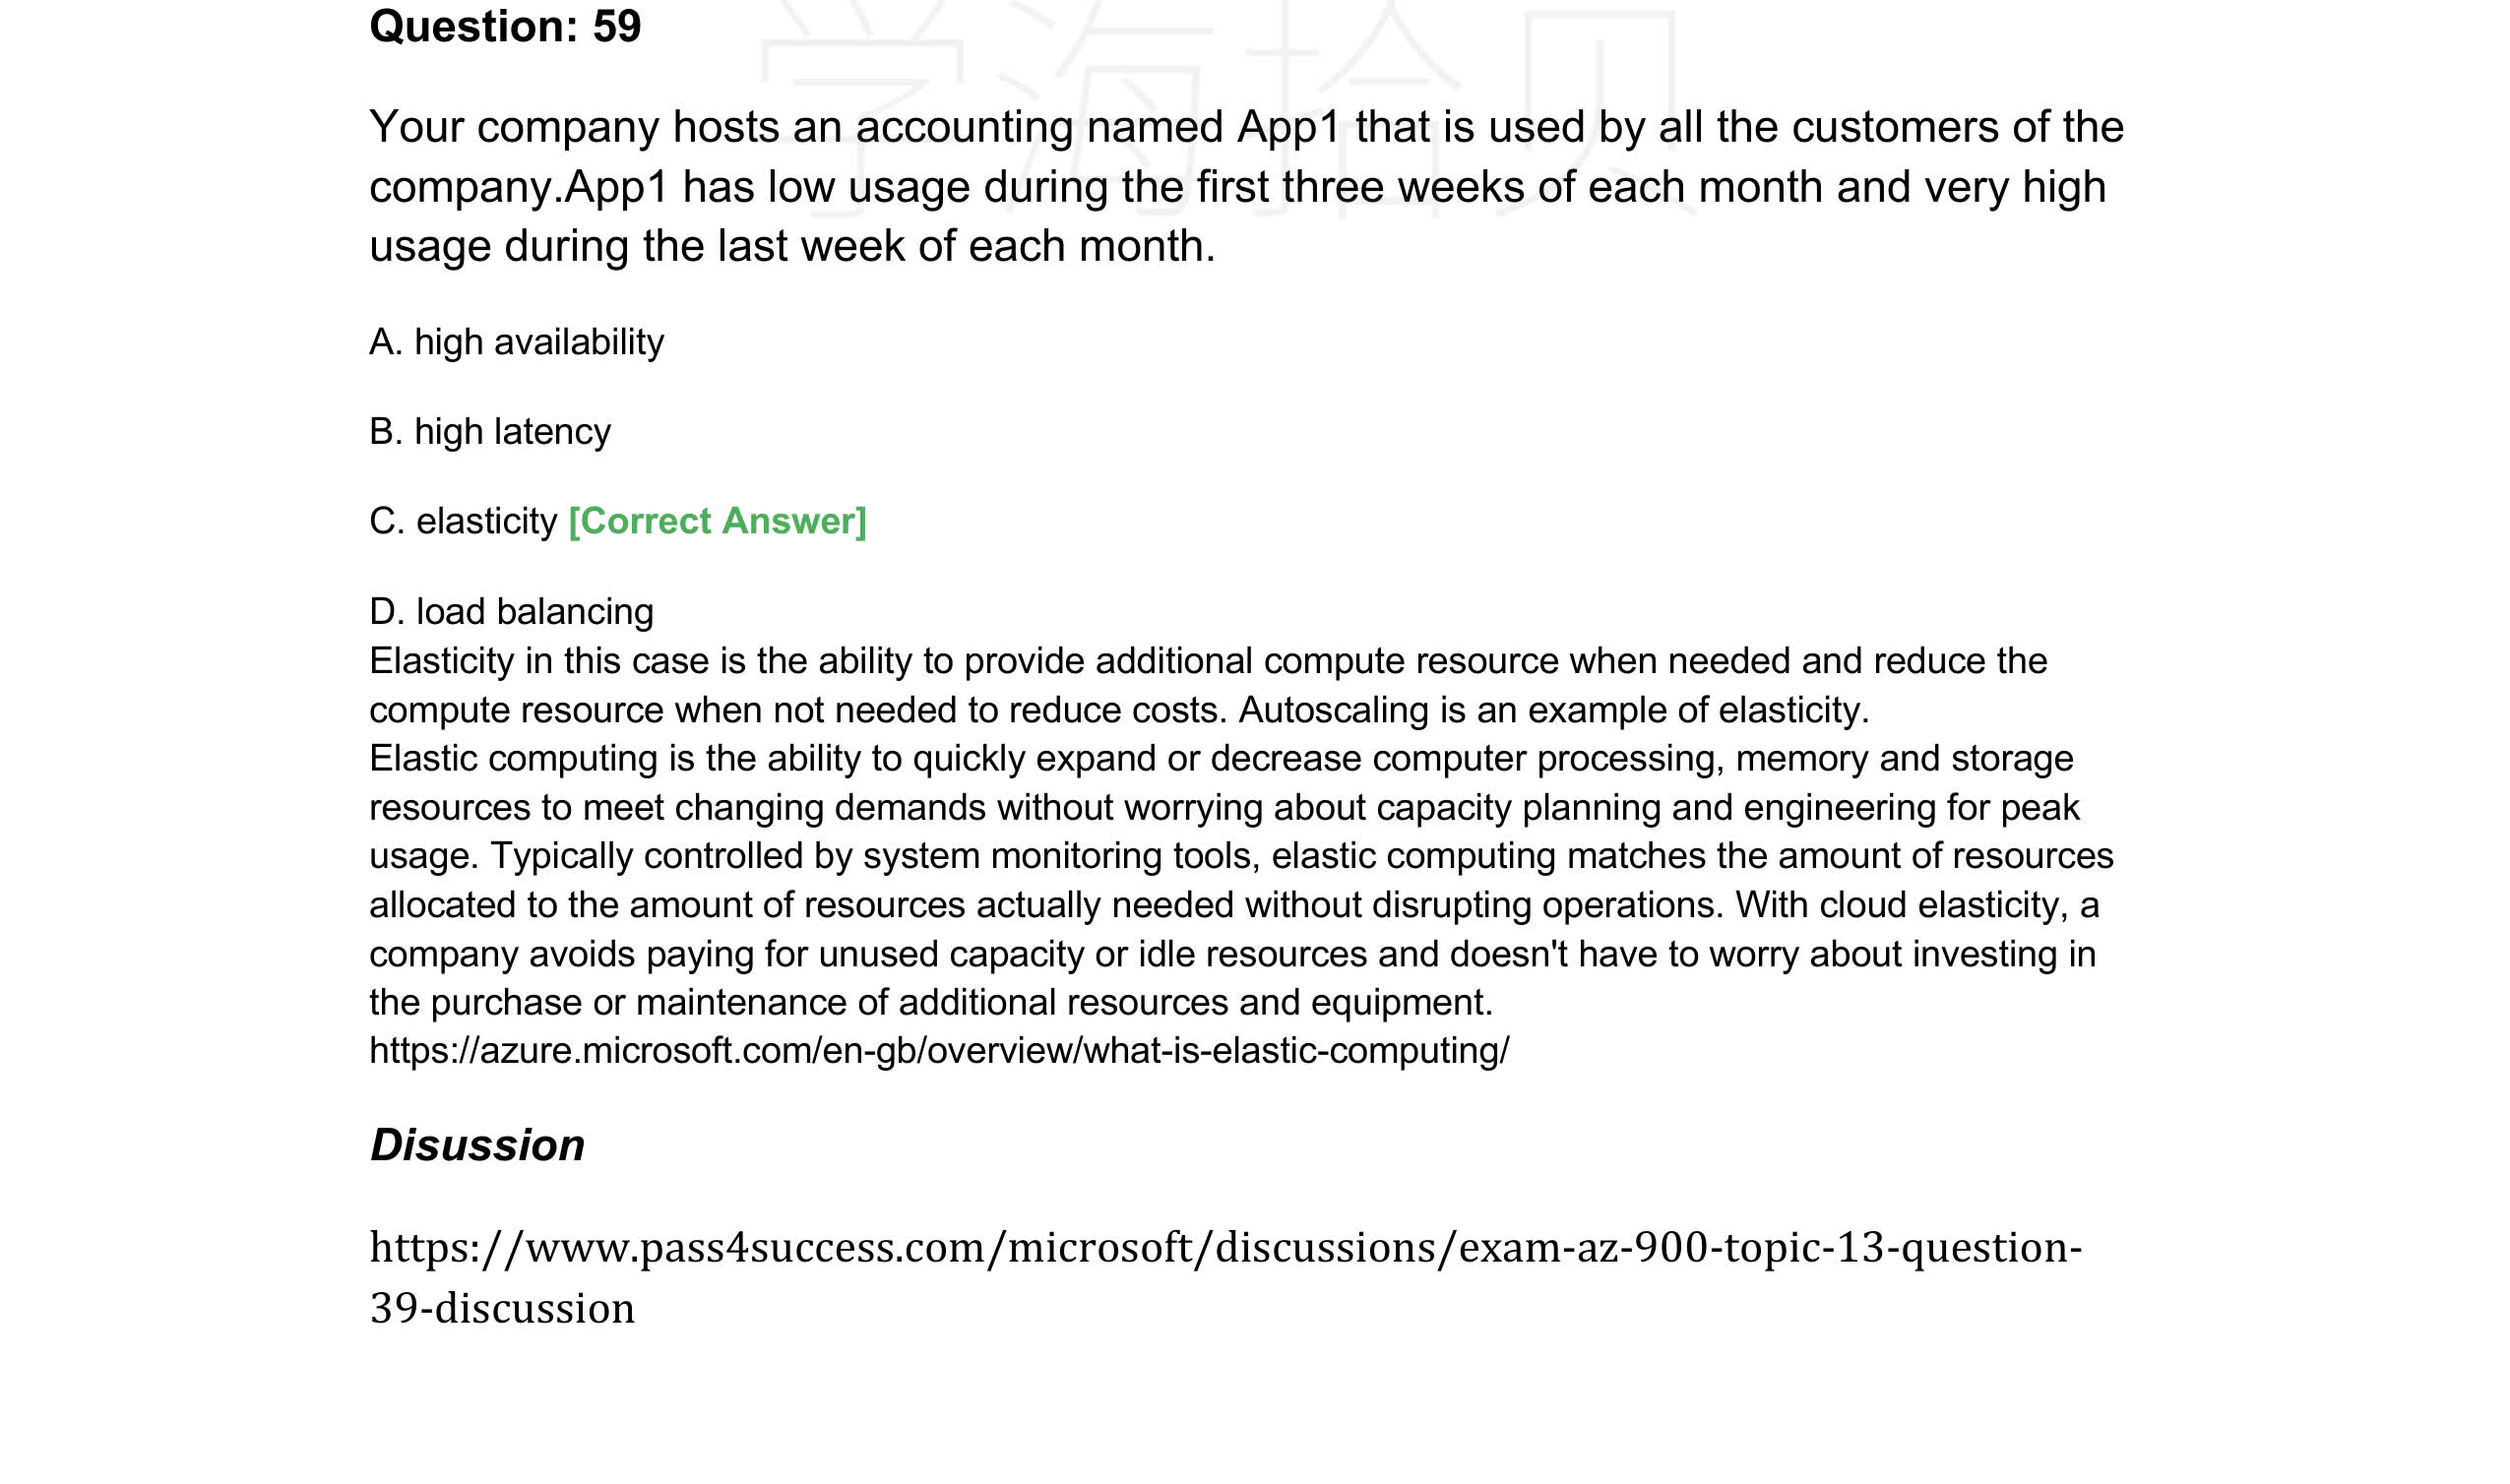 Question: 59
学海拾贝
Your company hosts an accounting named App1 that is used by all the customers of the
company.App1 has low usage during the first three weeks of each month and very high
usage during the last week of each month.
A. high availability
B. high latency
C. elasticity [Correct Answer]
D. load balancing
Elasticity in this case is the ability to provide additional compute resource when needed and reduce the
compute resource when not needed to reduce costs. Autoscaling is an example of elasticity.
Elastic computing is the ability to quickly expand or decrease computer processing, memory and storage
resources to meet changing demands without worrying about capacity planning and engineering for peak
usage. Typically controlled by system monitoring tools, elastic computing matches the amount of resources
allocated to the amount of resources actually needed without disrupting operations. With cloud elasticity, a
company avoids paying for unused capacity or idle resources and doesn't have to worry about investing in
the purchase or maintenance of additional resources and equipment.
https://azure.microsoft.com/en-gb/overview/what-is-elastic-computing/
Disussion
https://www.pass4success.com/microsoft/discussions/exam-az-900-topic-13-question-
39-discussion